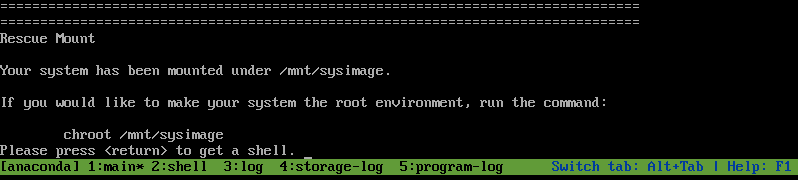 ================================================================================
================================================================================
Rescue Mount
Your system has been mounted under /mnt/sysimage.
If you would like to make your system the root environment, run the command:
chroot /mnt/sysimage
Please press <return> to get a shell.
[anaconda] 1:main* 2:shell 3:log 4:storage-log 5:program-log Switch tab: Alt+Tab | Help: F1